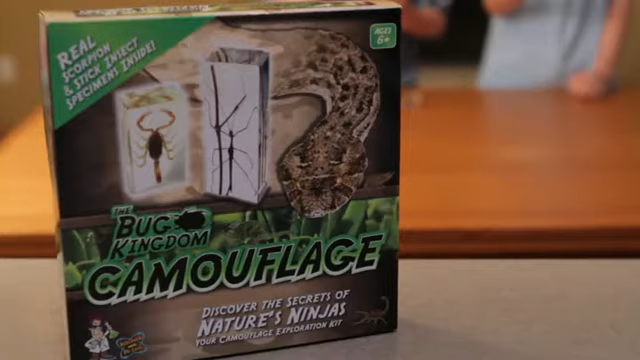 REAL
SCORPION
& STICK INSECT
SPECIMENS INSIDE!
AGES
6+
THE
BUG
KINGDOM
CAMOUFLAGE
DISCOVER THE SECRETS OF
NATURE'S NINJAS
YOUR CAMOUFLAGE EXPLORATION KIT